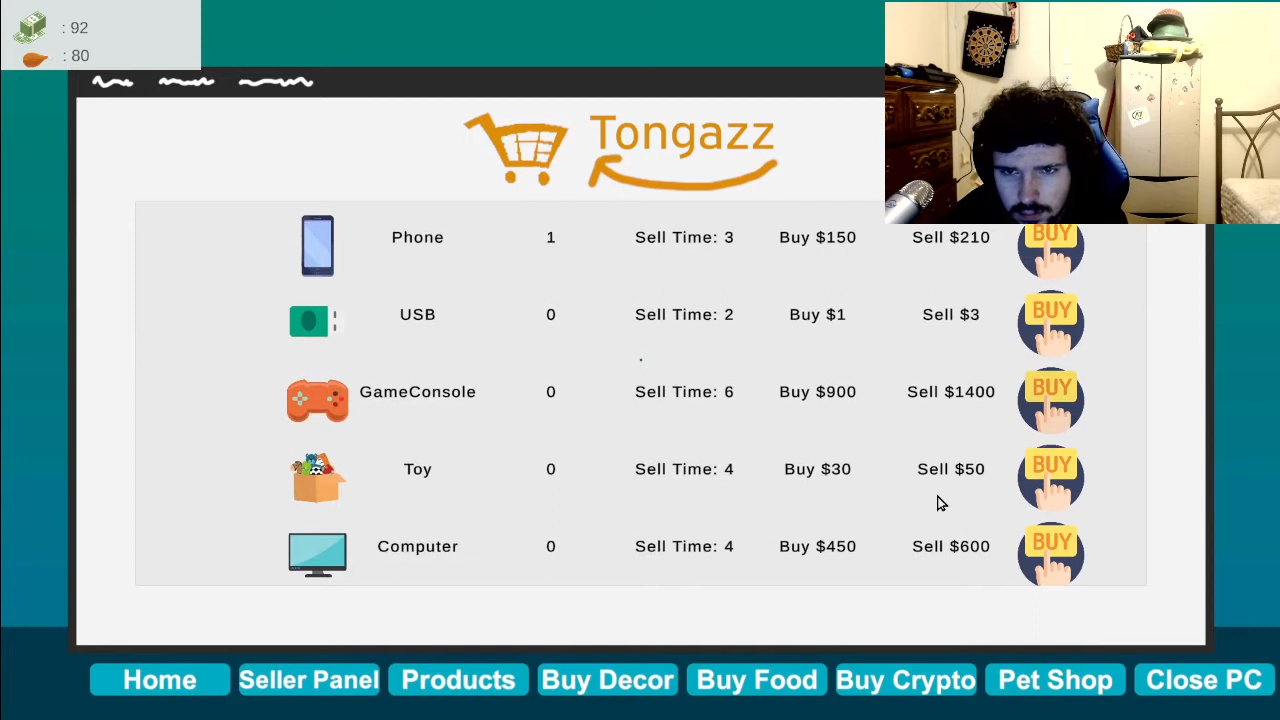 : 92
: 80
Tongazz
Phone 1 Sell Time: 3 Buy $150 Sell $210 BUY
USB 0 Sell Time: 2 Buy $1 Sell $3 BUY
GameConsole 0 Sell Time: 6 Buy $900 Sell $1400 BUY
Toy 0 Sell Time: 4 Buy $30 Sell $50 BUY
Computer 0 Sell Time: 4 Buy $450 Sell $600 BUY
Home Seller Panel Products Buy Decor Buy Food Buy Crypto Pet Shop Close PC